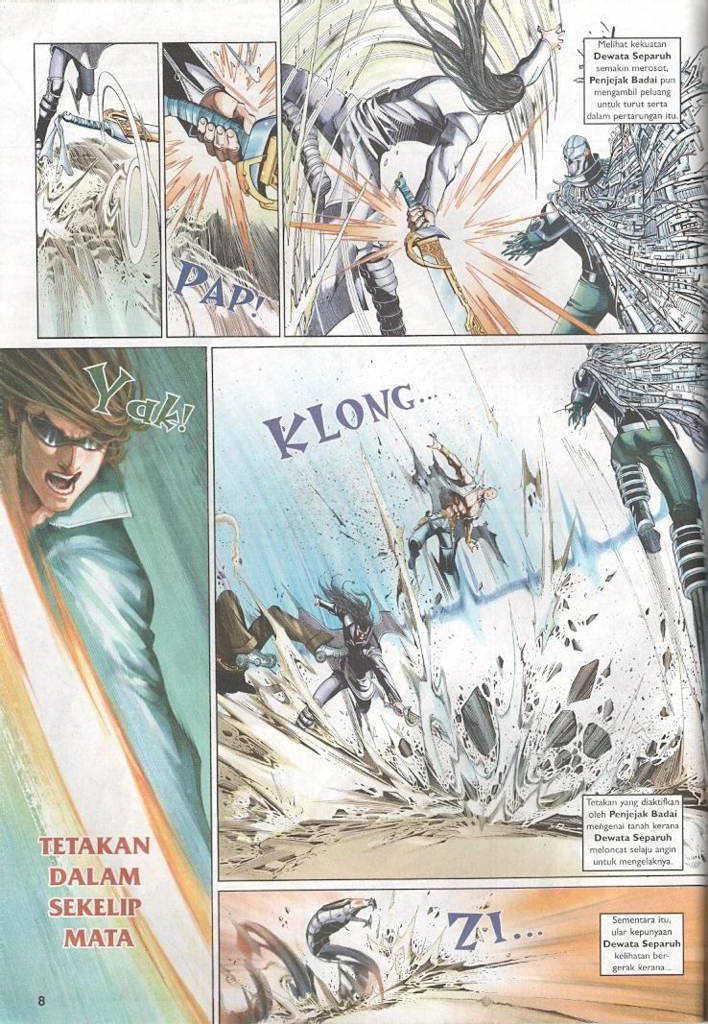 Melihat kekuatan
Dewata Separuh
semakin merosot,
Penjejak Badai pun
mengambil peluang
untuk turut serta
dalam pertarungan itu.
PAP!
Yak!
KLONG...
TETAKAN
DALAM
SEKELIP
MATA
Tetakan yang diaktifkan
oleh Penjejak Badai
mengenai tanah kerana
Dewata Separuh
meloncat selaju angin
untuk mengelaknya.
ZI...
Sementara itu,
ular kepunyaan
Dewata Separuh
kelihatan ber-
gerak kerana...
8